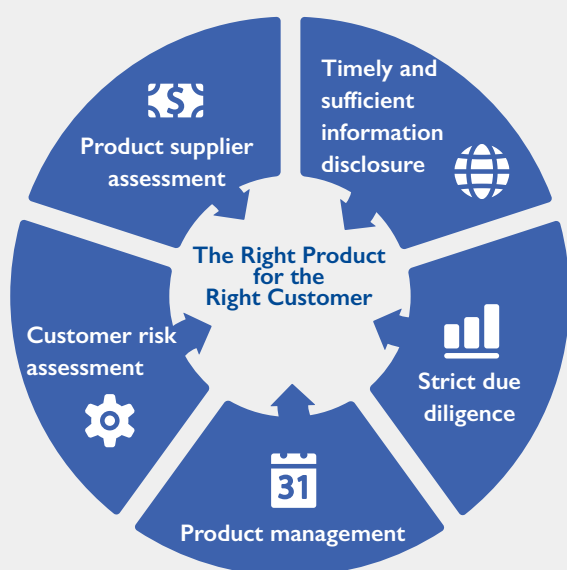 Product supplier
assessment
Timely and
sufficient
information
disclosure
The Right Product
for the
Right Customer
Customer risk
assessment
Strict due
diligence
31
Product management